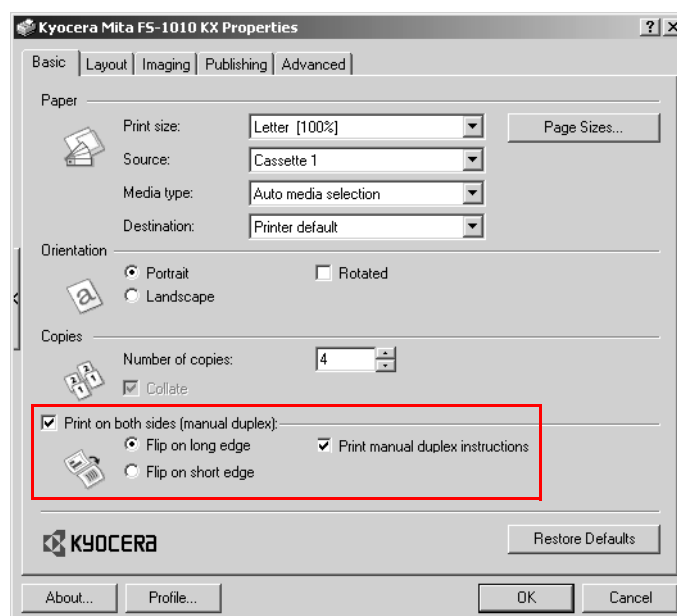 Kyocera Mita FS-1010 KX Properties
Basic Layout Imaging Publishing Advanced
Paper
Print size: Letter [100%] Page Sizes...
Source: Cassette 1
Media type: Auto media selection
Destination: Printer default
Orientation
Portrait Rotated
Landscape
Copies
Number of copies: 4
Collate
Print on both sides (manual duplex):
Flip on long edge Print manual duplex instructions
Flip on short edge
KYOCERA Restore Defaults
About... Profile... OK Cancel